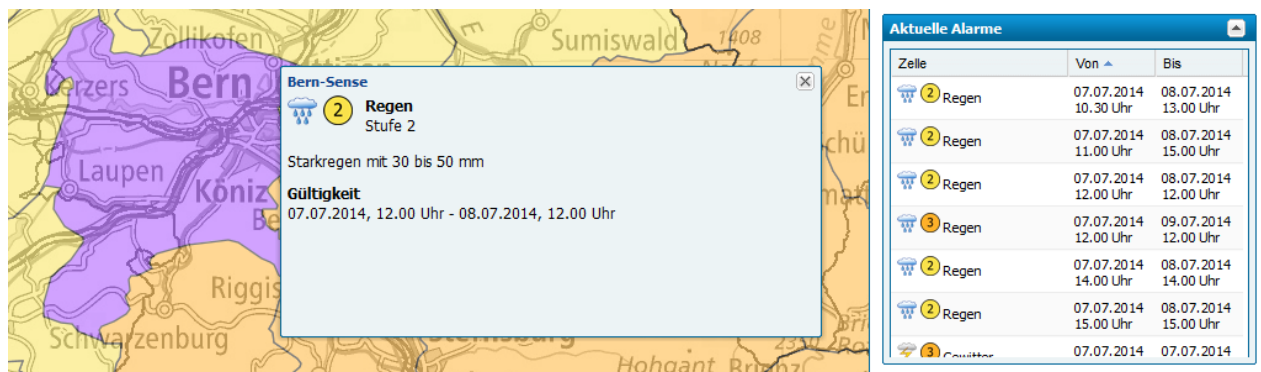 Zollikofen
Sumiswald
1408
Kerzers
Bern
Laupen
Köniz
Riggis
Schwarzenburg
Hohgant
Bern-Sense
2 Regen
Stufe 2
Starkregen mit 30 bis 50 mm
Gültigkeit
07.07.2014, 12.00 Uhr - 08.07.2014, 12.00 Uhr
Aktuelle Alarme
Zelle Von Bis
2 Regen 07.07.2014 08.07.2014
10.30 Uhr 13.00 Uhr
2 Regen 07.07.2014 08.07.2014
11.00 Uhr 15.00 Uhr
2 Regen 07.07.2014 08.07.2014
12.00 Uhr 12.00 Uhr
3 Regen 07.07.2014 09.07.2014
12.00 Uhr 12.00 Uhr
2 Regen 07.07.2014 08.07.2014
14.00 Uhr 14.00 Uhr
2 Regen 07.07.2014 08.07.2014
15.00 Uhr 15.00 Uhr
3 Gewitter 07.07.2014 07.07.2014